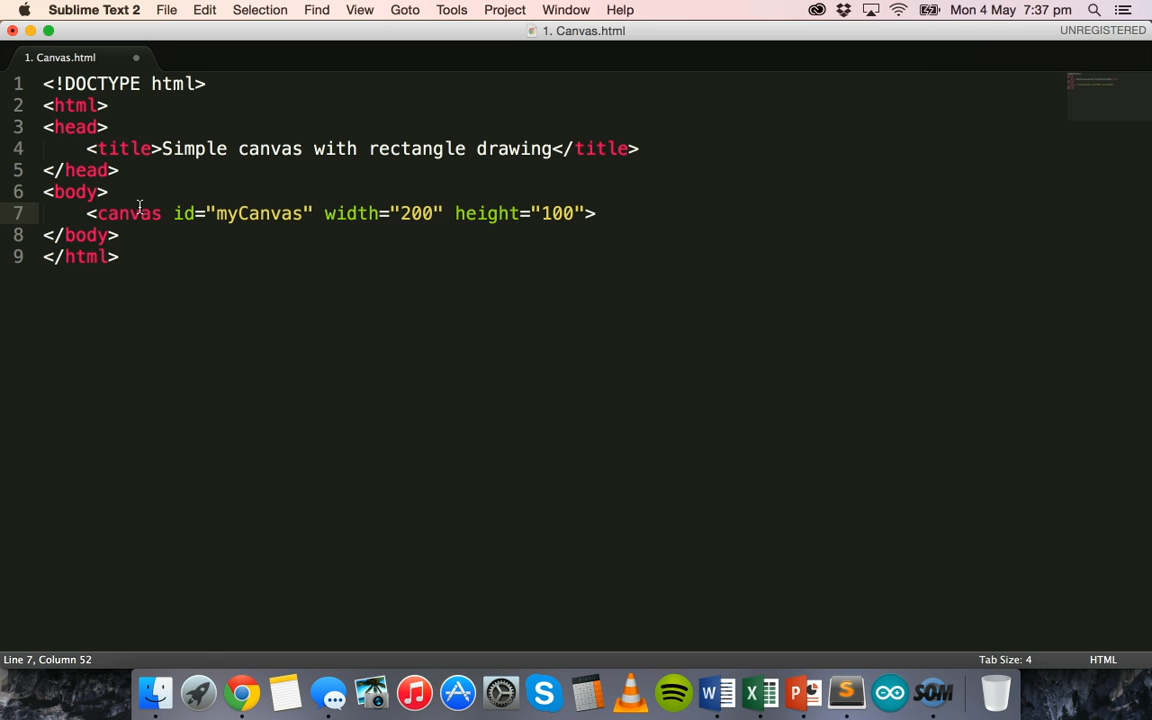 Sublime Text 2 File Edit Selection Find Goto View Tools Project Window Help Mon 4 May 7:37 pm
1. Canvas.html UNREGISTERED
1. Canvas.html
1 <!DOCTYPE html>
2 <html>
3 <head>
4 <title>Simple canvas with rectangle drawing</title>
5 </head>
6 <body>
7 <canvas id="myCanvas" width="200" height="100">
8 </body>
9 </html>
Line 7, Column 52 Tab Size: 4 HTML
SOM